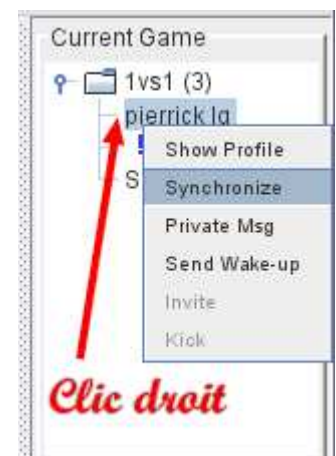 Current Game
1vs1 (3)
pierrick lg
Show Profile
S
Synchronize
Private Msg
Send Wake-up
Invite
Kick
Clic droit